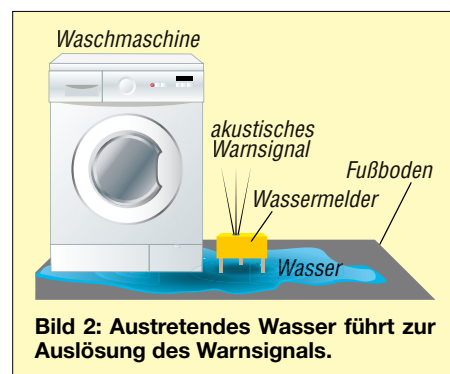 Waschmaschine
akustisches
Warnsignal
Fußboden
Wassermelder
Wasser
Bild 2: Austretendes Wasser führt zur
Auslösung des Warnsignals.